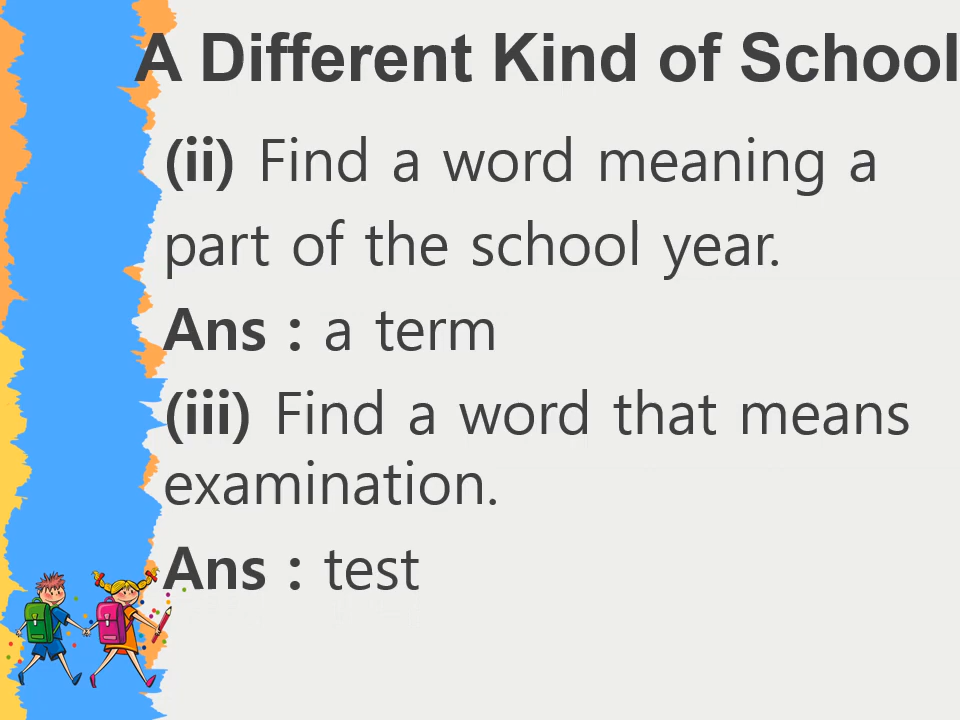 A Different Kind of School
(ii) Find a word meaning a
part of the school year.
Ans : a term
(iii) Find a word that means
examination.
Ans : test